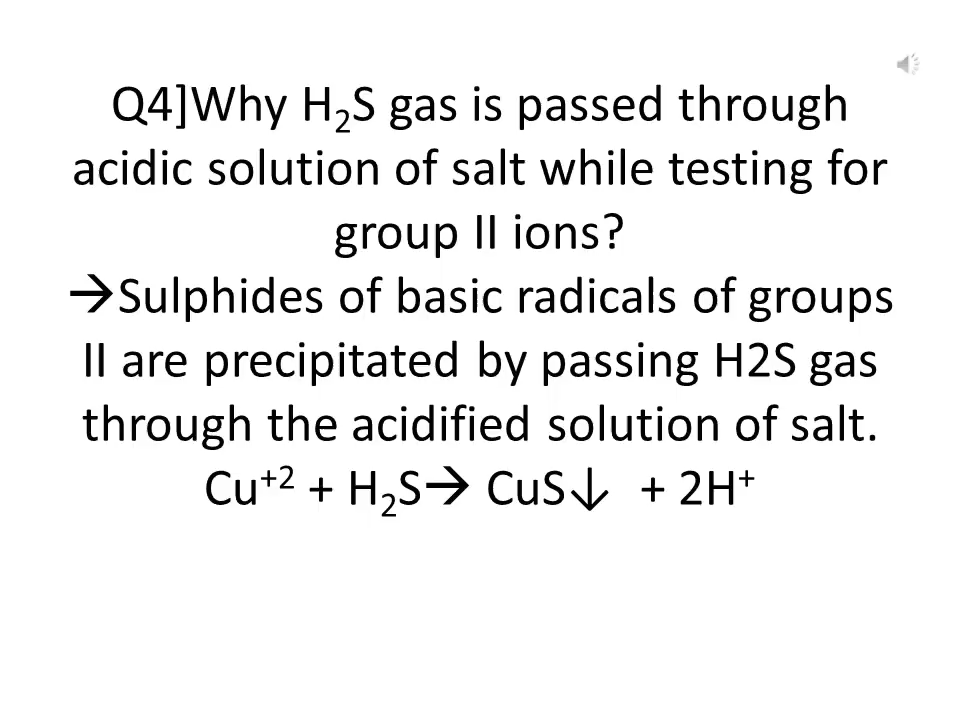 Q4]Why H₂S gas is passed through
acidic solution of salt while testing for
group II ions?
→Sulphides of basic radicals of groups
II are precipitated by passing H2S gas
through the acidified solution of salt.
Cu⁺² + H₂S→ CuS↓ + 2H⁺